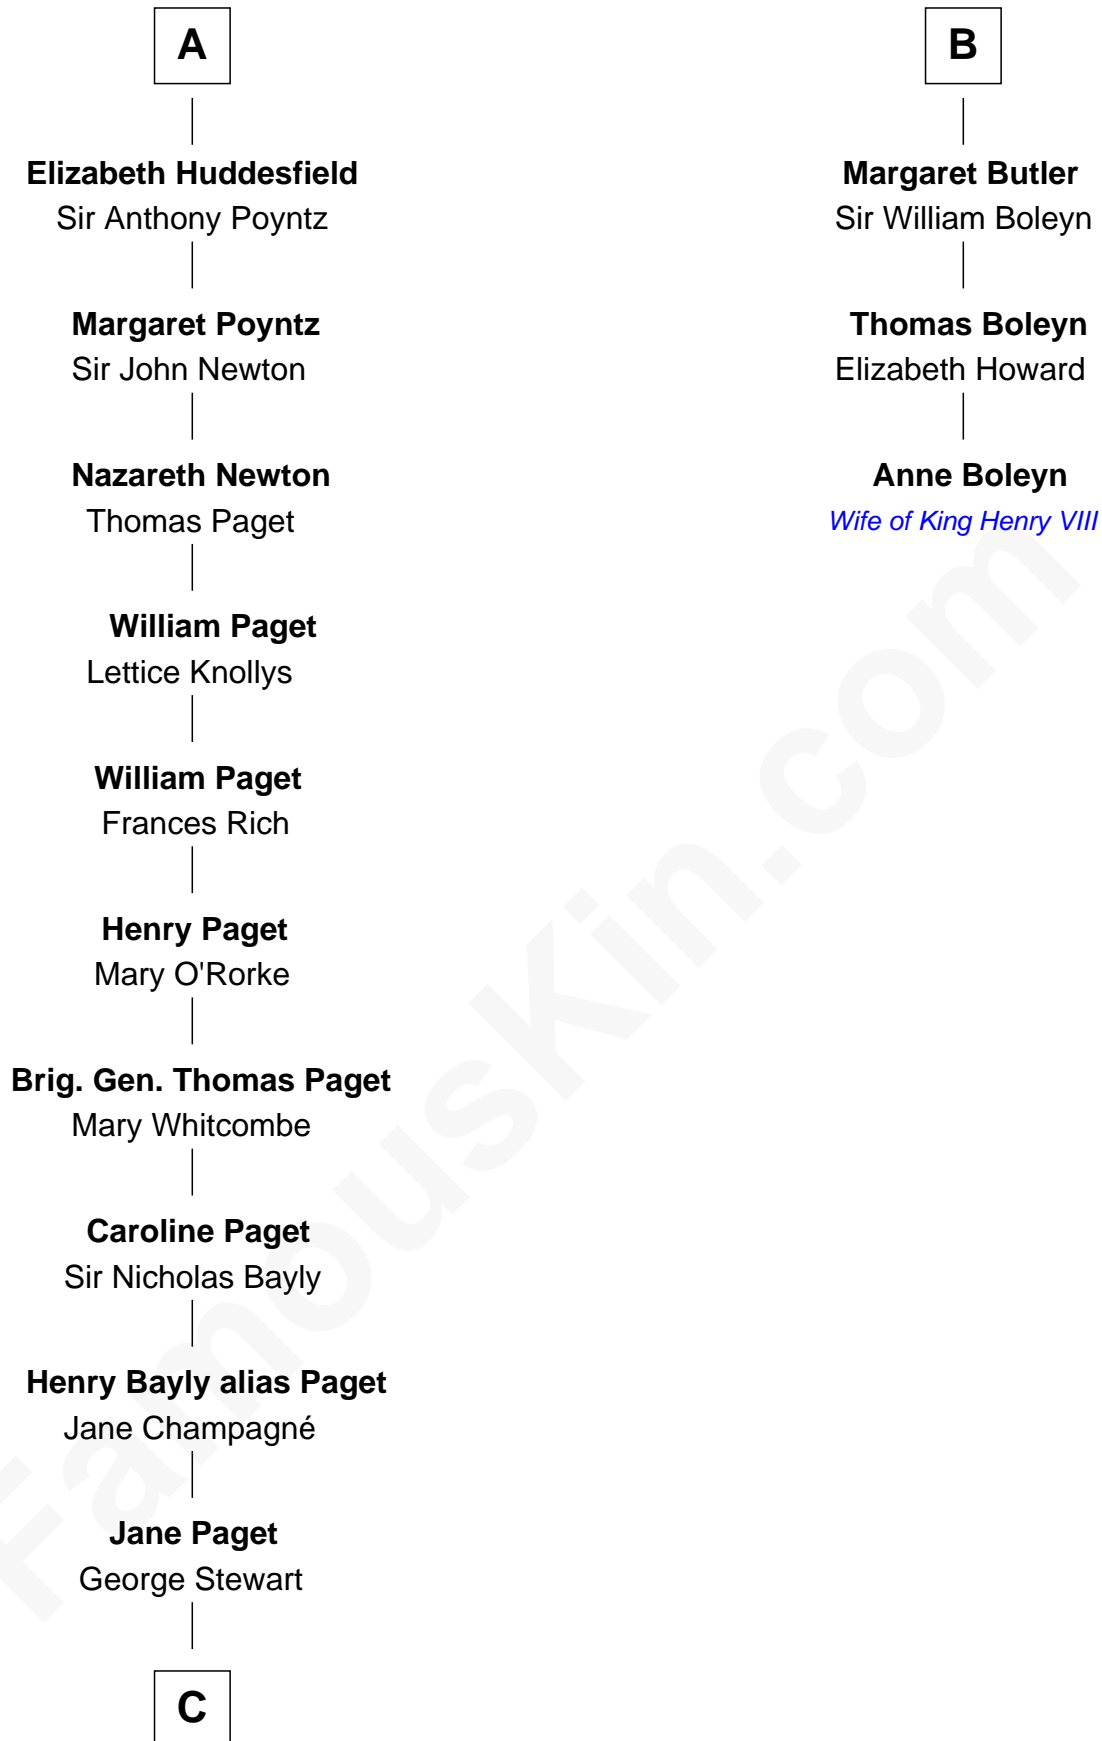 A
Elizabeth Huddesfield
Sir Anthony Poyntz
Margaret Poyntz
Sir John Newton
Nazareth Newton
Thomas Paget
William Paget
Lettice Knollys
William Paget
Frances Rich
Henry Paget
Mary O'Rorke
Brig. Gen. Thomas Paget
Mary Whitcombe
Caroline Paget
Sir Nicholas Bayly
Henry Bayly alias Paget
Jane Champagné
Jane Paget
George Stewart
C
B
Margaret Butler
Sir William Boleyn
Thomas Boleyn
Elizabeth Howard
Anne Boleyn
Wife of King Henry VIII
FamousKin.com